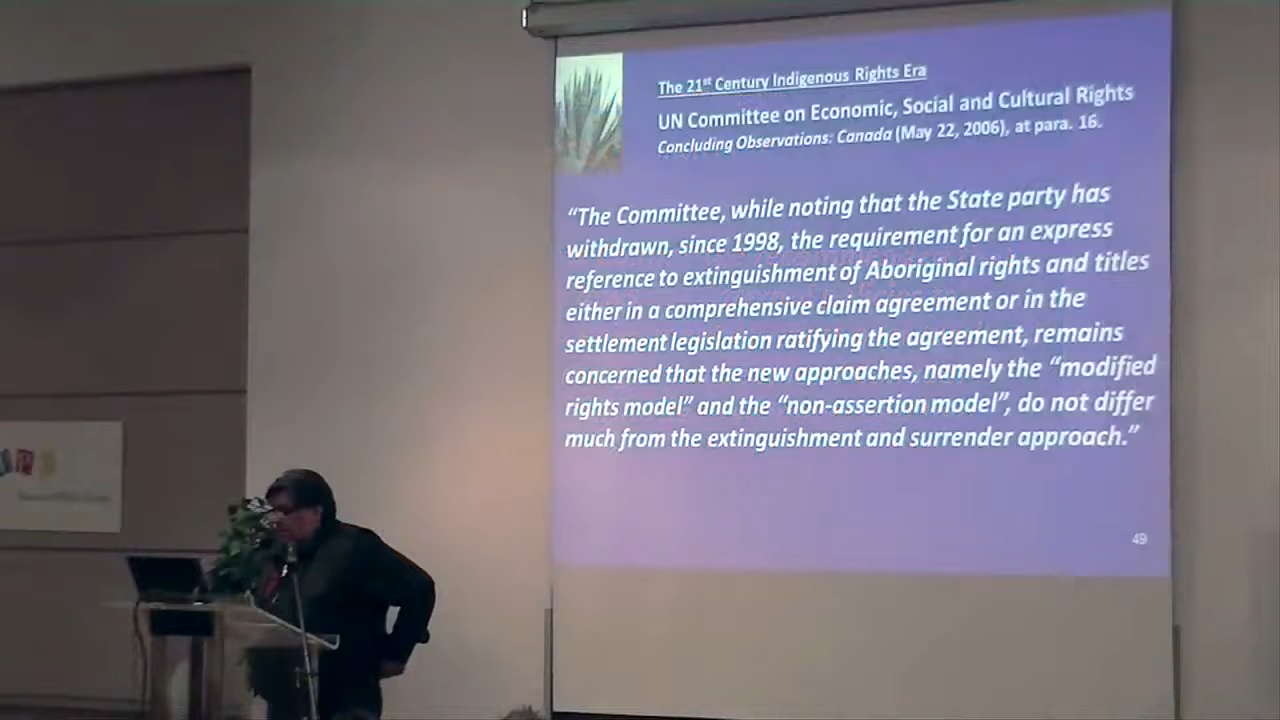 The 21st Century Indigenous Rights Era
UN Committee on Economic, Social and Cultural Rights
Concluding Observations: Canada (May 22, 2006), at para. 16.
“The Committee, while noting that the State party has
withdrawn, since 1998, the requirement for an express
reference to extinguishment of Aboriginal rights and titles
either in a comprehensive claim agreement or in the
settlement legislation ratifying the agreement, remains
concerned that the new approaches, namely the “modified
rights model” and the “non-assertion model”, do not differ
much from the extinguishment and surrender approach.”
49